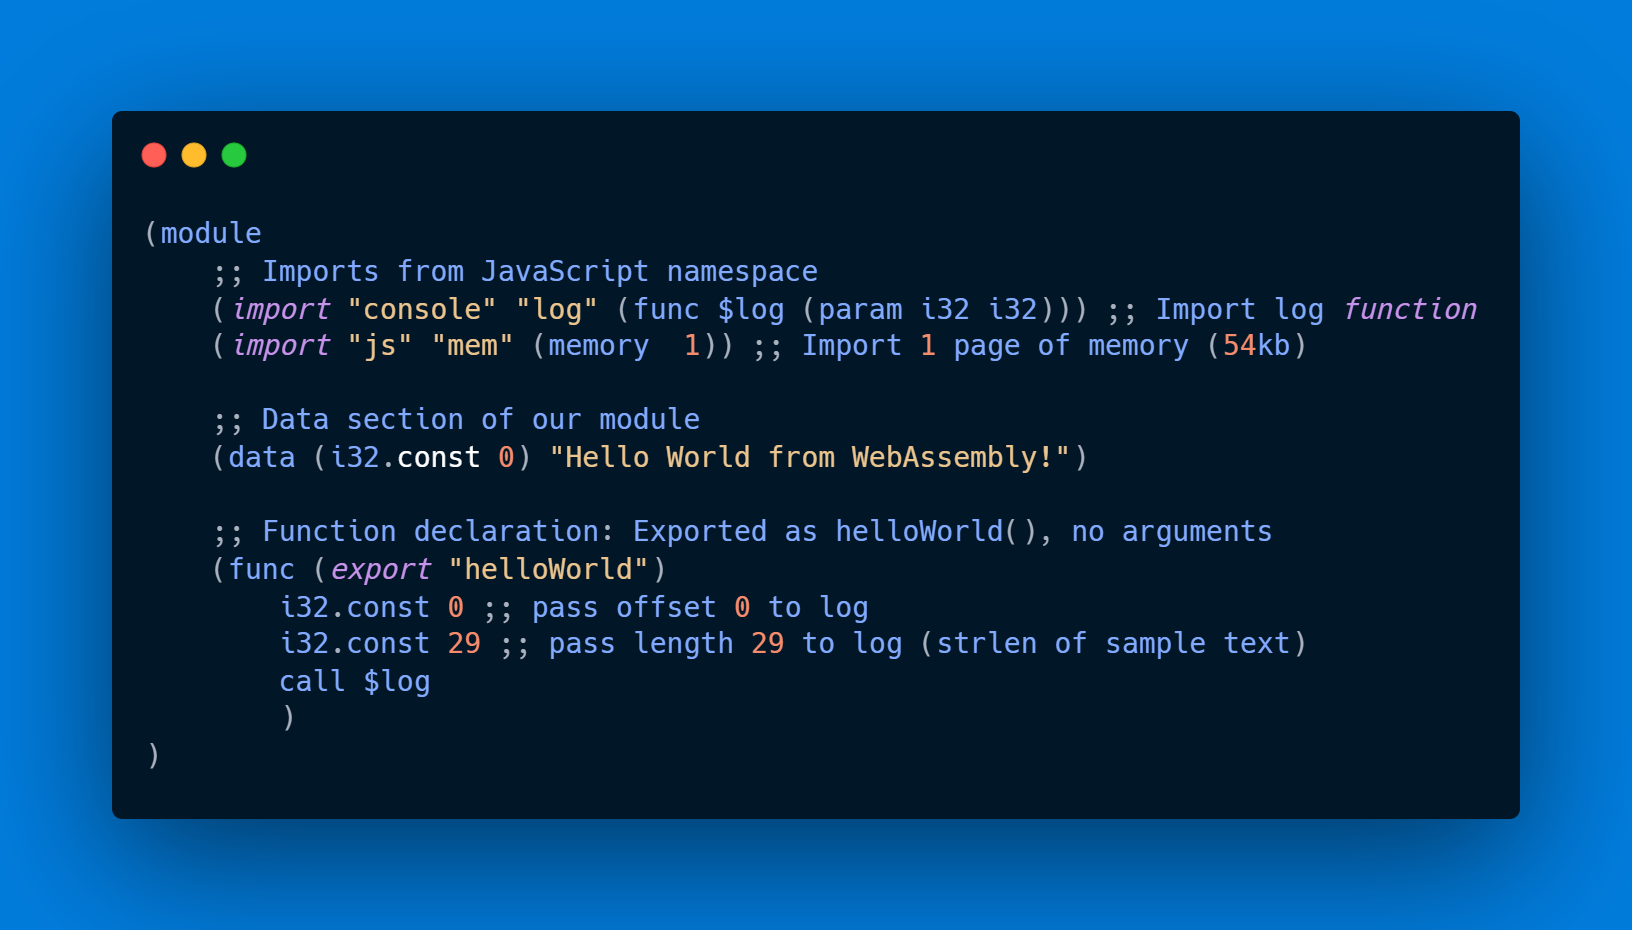 (module
    ;; Imports from JavaScript namespace
    (import "console" "log" (func $log (param i32 i32))) ;; Import log function
    (import "js" "mem" (memory  1)) ;; Import 1 page of memory (54kb)

    ;; Data section of our module
    (data (i32.const 0) "Hello World from WebAssembly!")

    ;; Function declaration: Exported as helloWorld(), no arguments
    (func (export "helloWorld")
        i32.const 0 ;; pass offset 0 to log
        i32.const 29 ;; pass length 29 to log (strlen of sample text)
        call $log
        )
)